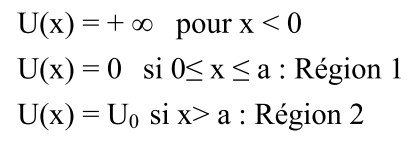 U(x) = + ∞ pour x < 0
U(x) = 0 si 0≤ x ≤ a : Région 1
U(x) = U₀ si x> a : Région 2